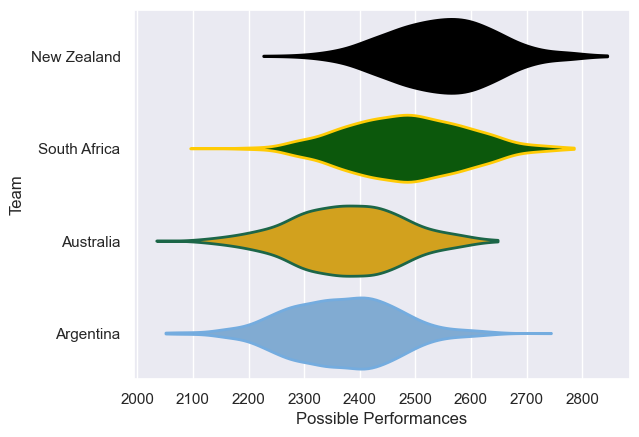 New Zealand
South Africa
Australia
Argentina
Team
2000 2100 2200 2300 2400 2500 2600 2700 2800
Possible Performances